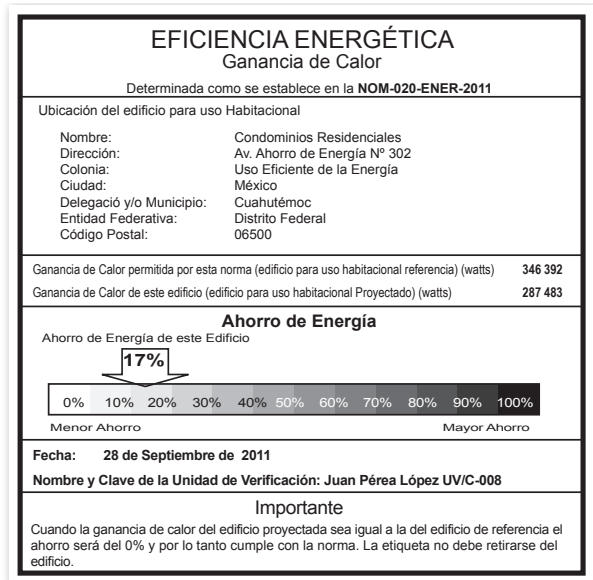 EFICIENCIA ENERGÉTICA
Ganancia de Calor
Determinada como se establece en la NOM-020-ENER-2011
Ubicación del edificio para uso Habitacional
Nombre: Condominios Residenciales
Dirección: Av. Ahorro de Energía Nº 302
Colonia: Uso Eficiente de la Energía
Ciudad: México
Delegació y/o Municipio: Cuahutémoc
Entidad Federativa: Distrito Federal
Código Postal: 06500
Ganancia de Calor permitida por esta norma (edificio para uso habitacional referencia) (watts) 346 392
Ganancia de Calor de este edificio (edificio para uso habitacional Proyectado) (watts) 287 483
Ahorro de Energía
Ahorro de Energía de este Edificio
17%
0% 10% 20% 30% 40% 50% 60% 70% 80% 90% 100%
Menor Ahorro Mayor Ahorro
Fecha: 28 de Septiembre de 2011
Nombre y Clave de la Unidad de Verificación: Juan Pérea López UV/C-008
Importante
Cuando la ganancia de calor del edificio proyectada sea igual a la del edificio de referencia el
ahorro será del 0% y por lo tanto cumple con la norma. La etiqueta no debe retirarse del
edificio.